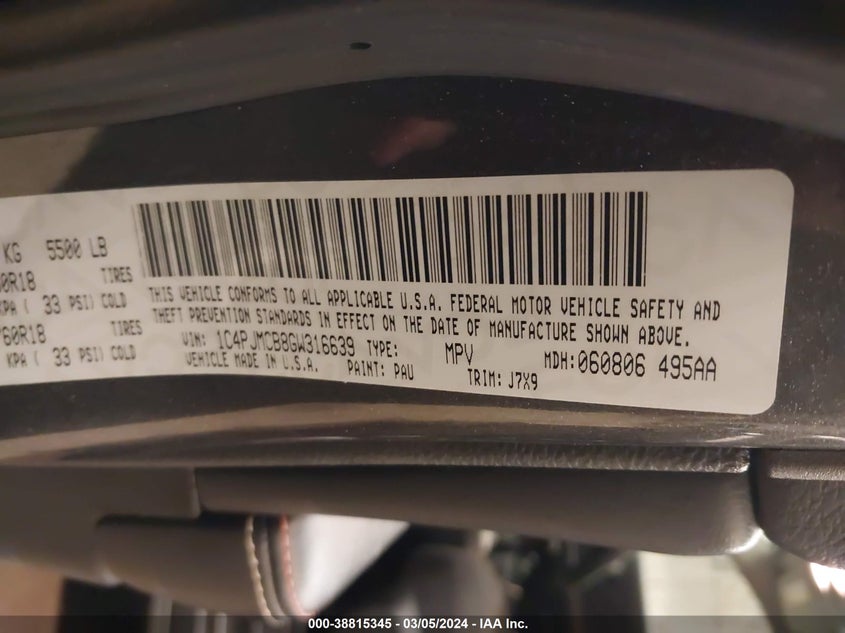 KG 5500 LB
0R18 TIRES
KPA ( 33 PSI) COLD
/60R18 TIRES
KPA ( 33 PSI) COLD
THIS VEHICLE CONFORMS TO ALL APPLICABLE U.S.A. FEDERAL MOTOR VEHICLE SAFETY AND
THEFT PREVENTION STANDARDS IN EFFECT ON THE DATE OF MANUFACTURE SHOWN ABOVE.
VIN: 1C4PJMCB8GW316639 TYPE: MPV MDH:060806 495AA
VEHICLE MADE IN U.S.A. PAINT: PAU TRIM: J7X9
000-38815345 - 03/05/2024 - IAA Inc.